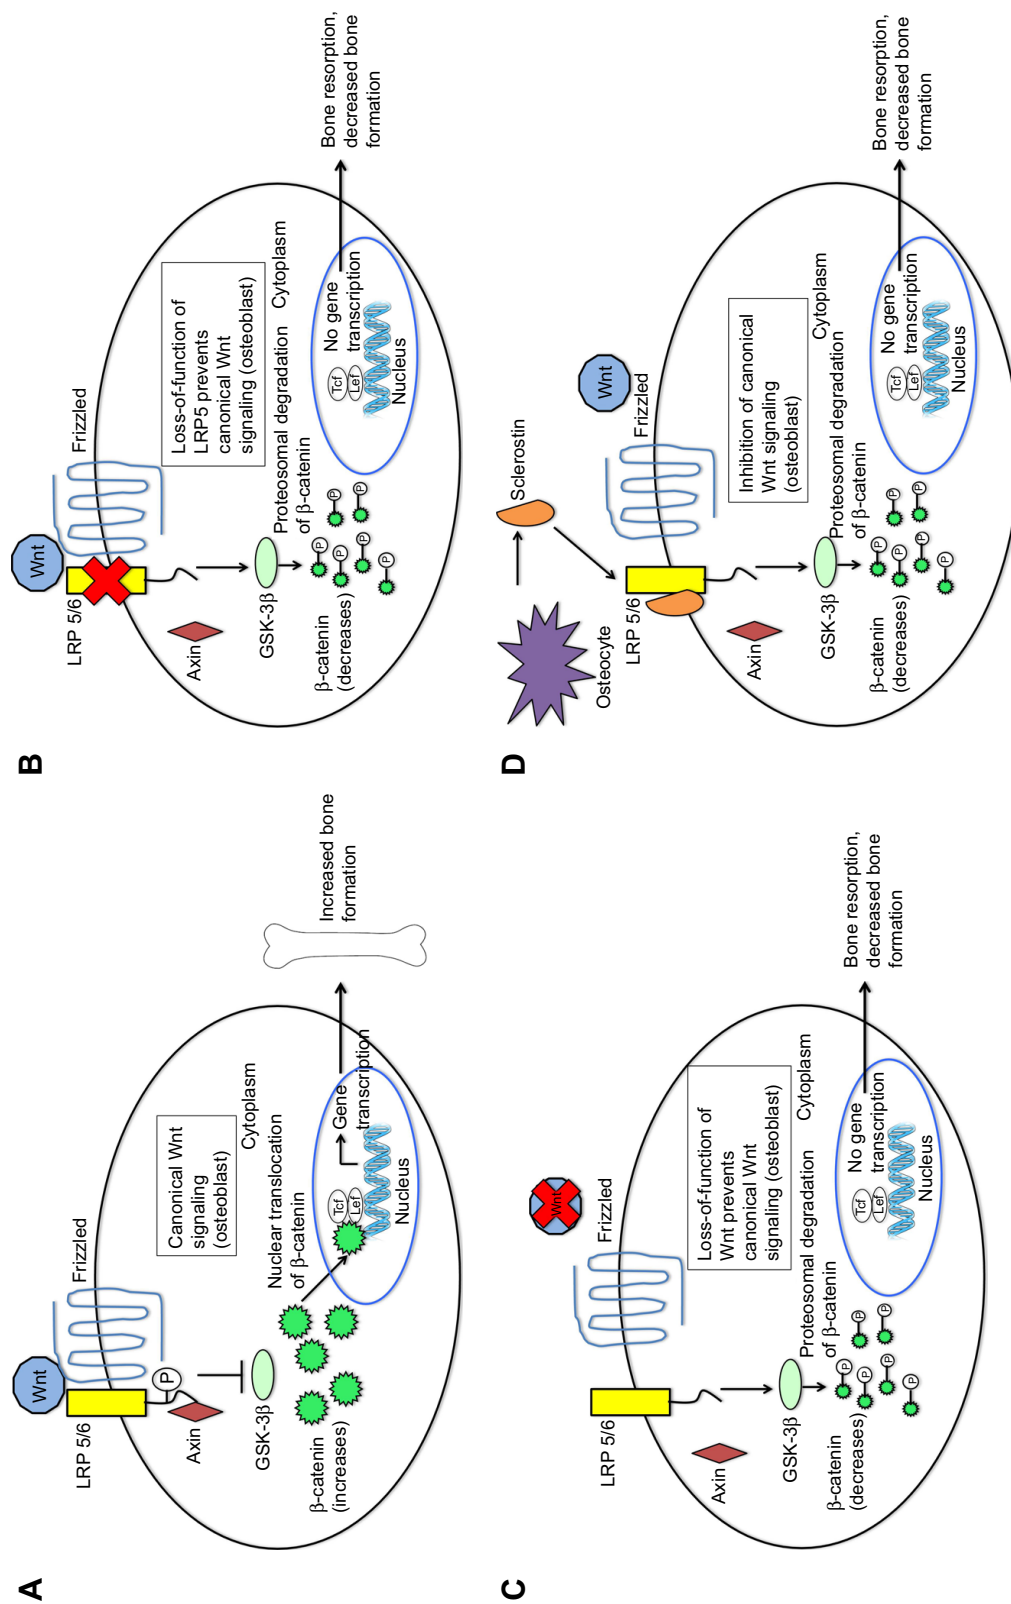 A
Wnt
LRP 5/6
Frizzled
P
Axin
Canonical Wnt
signaling
(osteoblast)
Cytoplasm
GSK-3β
Nuclear translocation
of β-catenin
β-catenin
(increases)
Tcf
Lef
Gene
transcription
Nucleus
Increased bone
formation
B
Wnt
LRP 5/6
Frizzled
Axin
Loss-of-function of
LRP5 prevents
canonical Wnt
signaling (osteoblast)
GSK-3β
Proteosomal degradation
of β-catenin
Cytoplasm
β-catenin
(decreases)
P
P
P
P
P
P
Tcf
Lef
No gene
transcription
Nucleus
Bone resorption,
decreased bone
formation
C
Wnt
LRP 5/6
Frizzled
Axin
Loss-of-function of
Wnt prevents
canonical Wnt
signaling (osteoblast)
GSK-3β
Proteosomal degradation
of β-catenin
Cytoplasm
β-catenin
(decreases)
P
P
P
P
P
P
Tcf
Lef
No gene
transcription
Nucleus
Bone resorption,
decreased bone
formation
D
Osteocyte
Sclerostin
Wnt
LRP 5/6
Frizzled
Axin
Inhibition of canonical
Wnt signaling
(osteoblast)
GSK-3β
Proteosomal degradation
of β-catenin
Cytoplasm
β-catenin
(decreases)
P
P
P
P
P
P
Tcf
Lef
No gene
transcription
Nucleus
Bone resorption,
decreased bone
formation